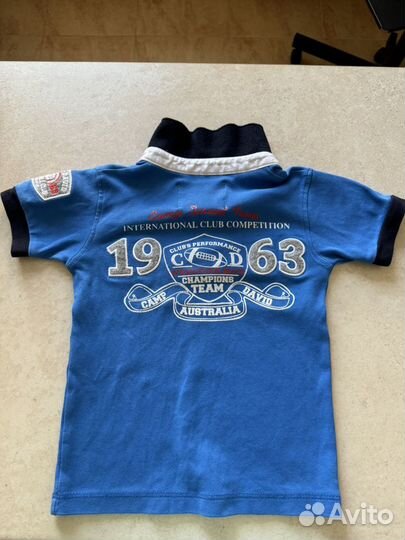 INTERNATIONAL CLUB COMPETITION
19 63
CLUB'S PERFORMANCE
C D
CHAMPIONS
TEAM
CAMP DAVID
AUSTRALIA
Avito